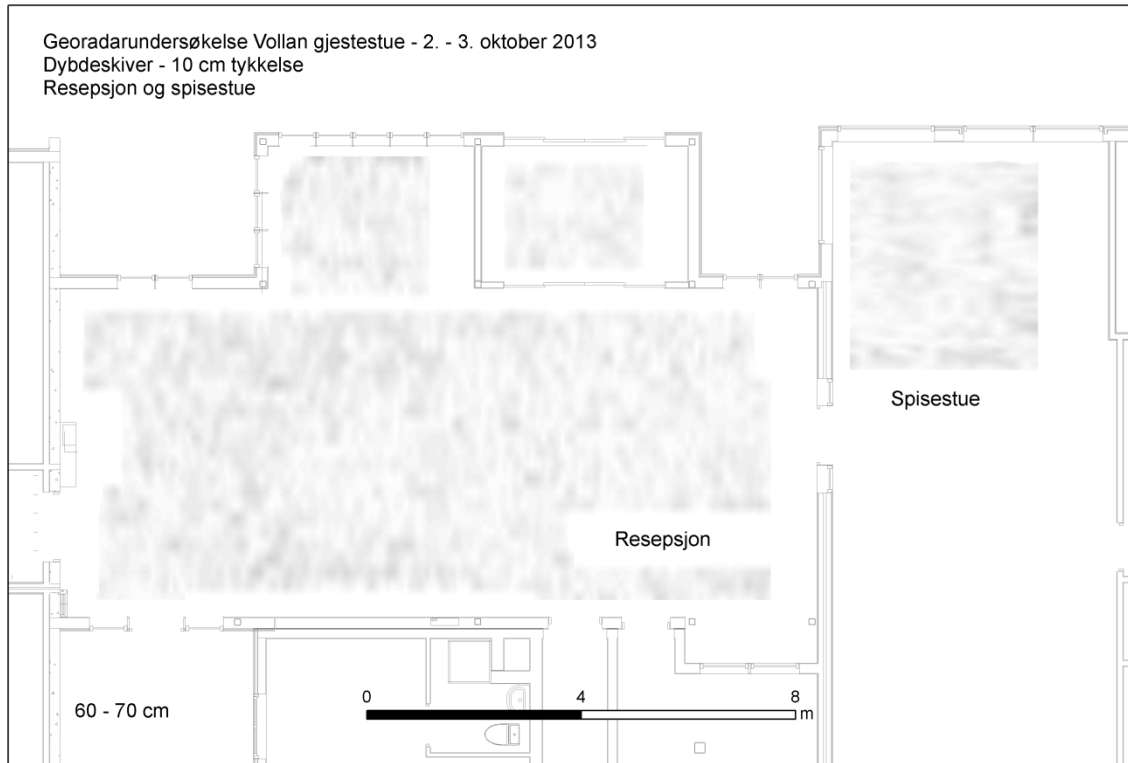 Georadarundersøkelse Vollan gjestestue - 2. - 3. oktober 2013
Dybdeskiver - 10 cm tykkelse
Resepsjon og spisestue
Spisestue
Resepsjon
60 - 70 cm
0 4 8
m